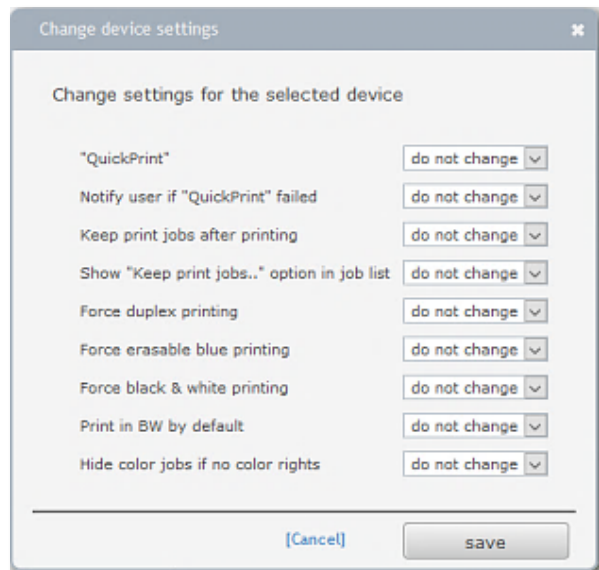 Change device settings
Change settings for the selected device
"QuickPrint" do not change
Notify user if "QuickPrint" failed do not change
Keep print jobs after printing do not change
Show "Keep print jobs.." option in job list do not change
Force duplex printing do not change
Force erasable blue printing do not change
Force black & white printing do not change
Print in BW by default do not change
Hide color jobs if no color rights do not change
[Cancel] save